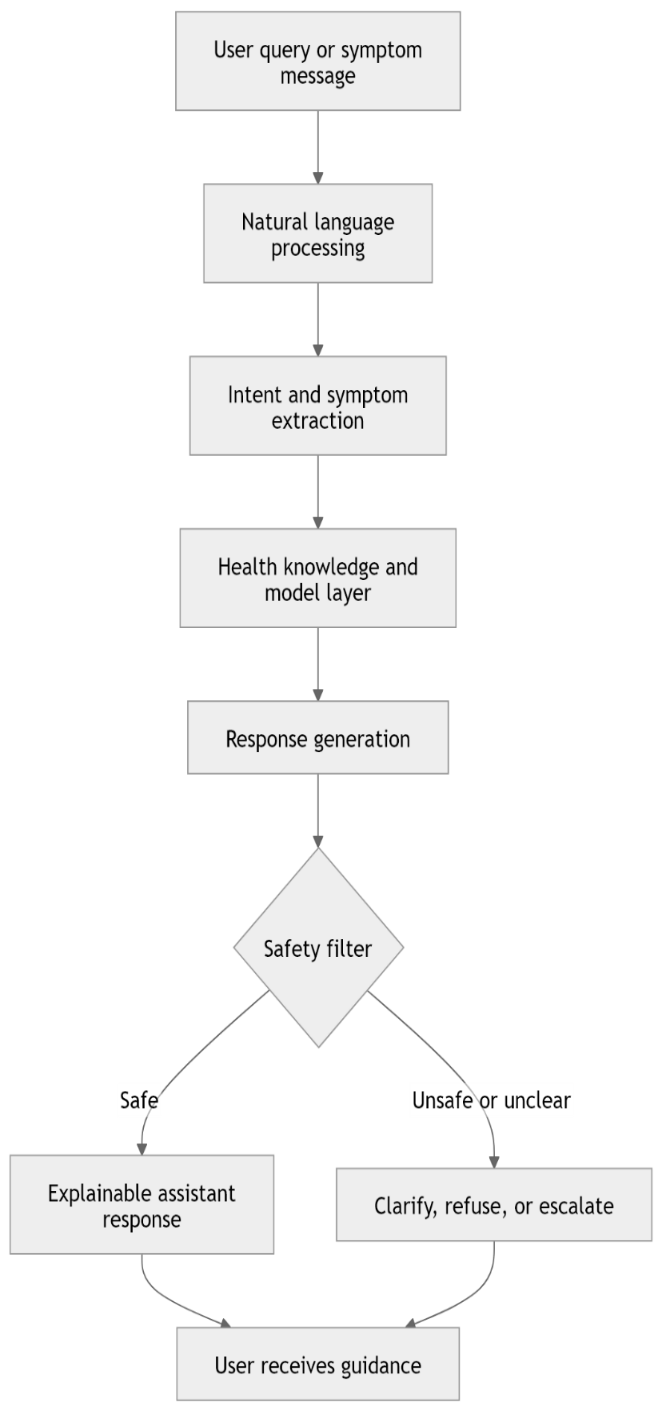 User query or symptom
message
Natural language
processing
Intent and symptom
extraction
Health knowledge and
model layer
Response generation
Safety filter
Safe
Unsafe or unclear
Explainable assistant
response
Clarify, refuse, or escalate
User receives guidance